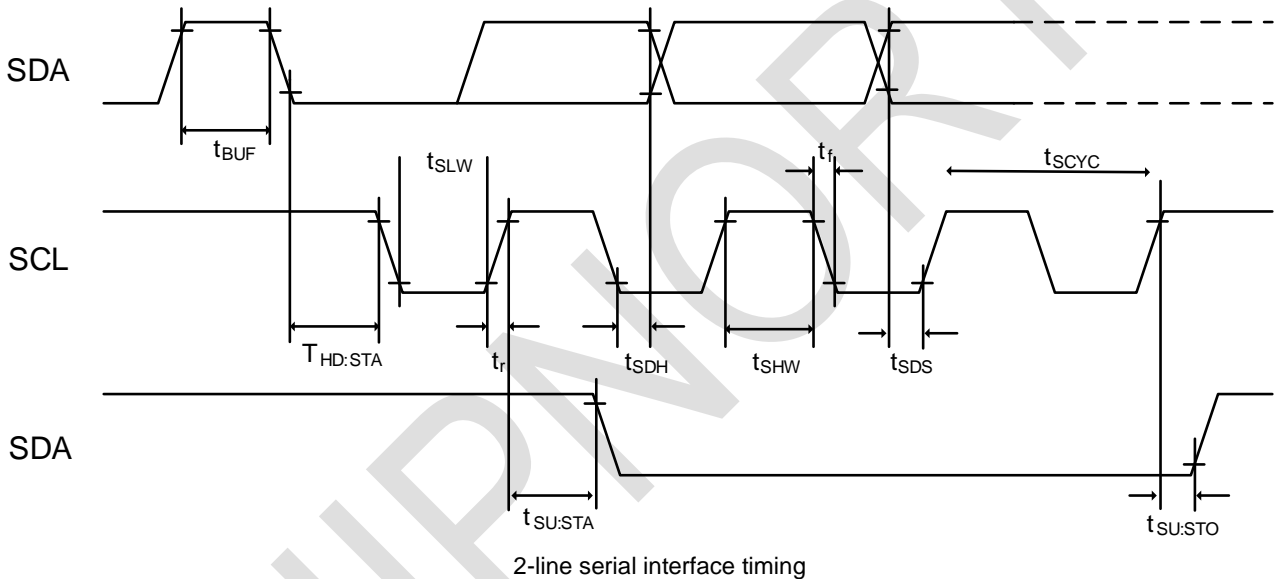 SDA
tBUF
tSLW
tf
tSCYC
SCL
THD:STA
tr
tSDH
tSHW
tSDS
SDA
tSU:STA
tSU:STO
2-line serial interface timing